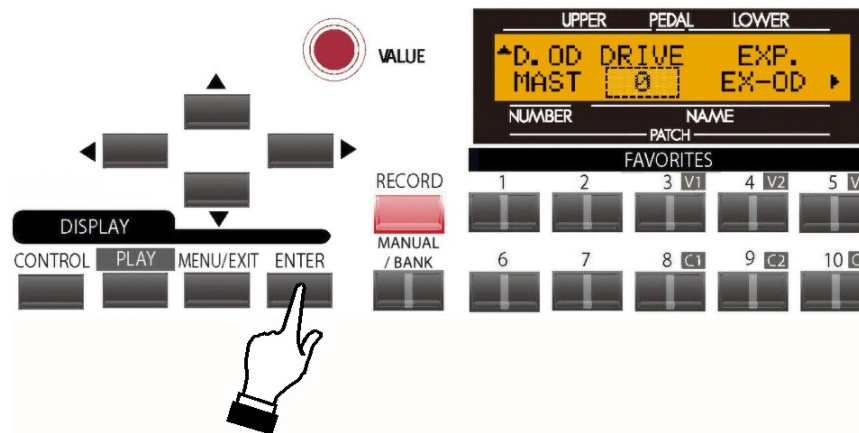 UPPER PEDAL LOWER
D. OD DRIVE EXP.
MAST 0 EX-OD
NUMBER NAME
PATCH
VALUE
FAVORITES
RECORD
1 2 3 V1 4 V2 5
DISPLAY
MANUAL
/ BANK
CONTROL PLAY MENU/EXIT ENTER
6 7 8 C1 9 C2 10